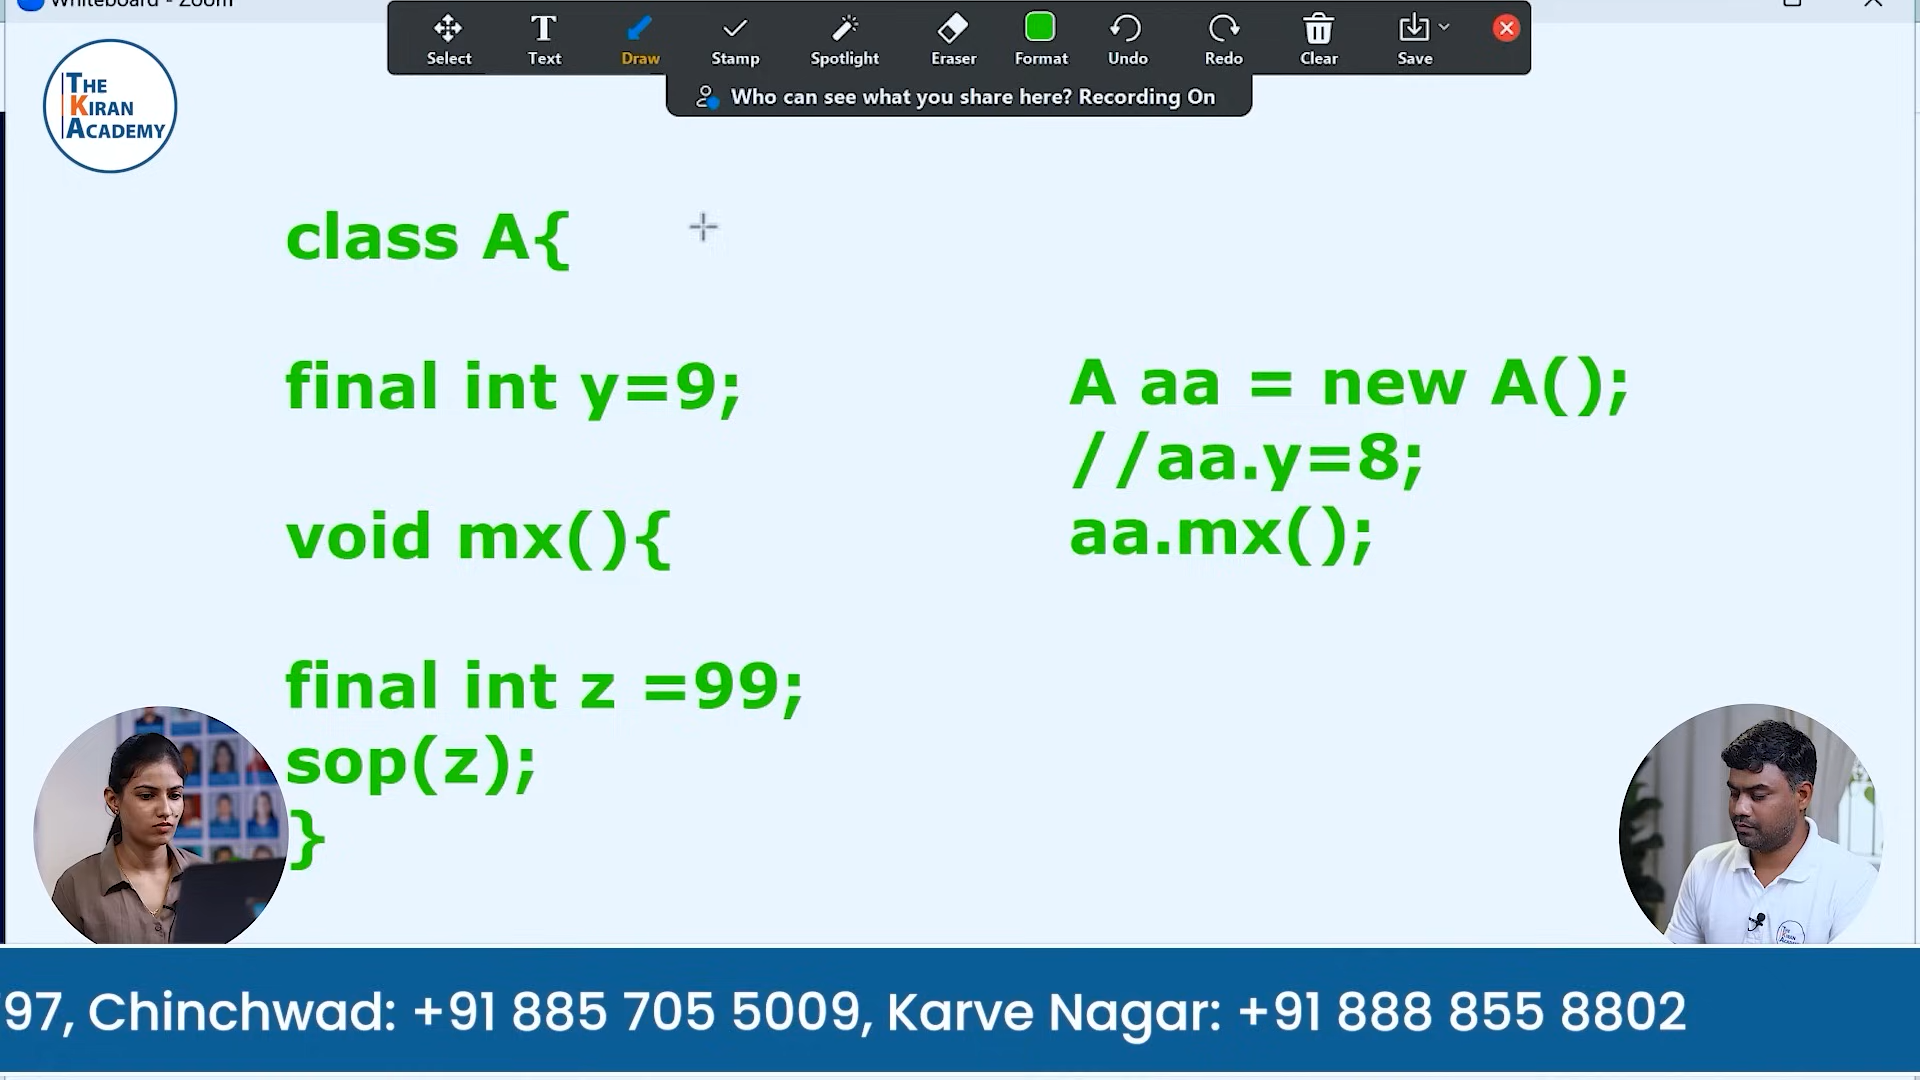 Whiteboard - Zoom
Select
Text
Draw
Stamp
Spotlight
Eraser
Format
Undo
Redo
Clear
Save
Who can see what you share here? Recording On
THE
KIRAN
ACADEMY
class A{
final int y=9;
void mx(){
final int z =99;
sop(z);
}
A aa = new A();
//aa.y=8;
aa.mx();
97, Chinchwad: +91 885 705 5009, Karve Nagar: +91 888 855 8802